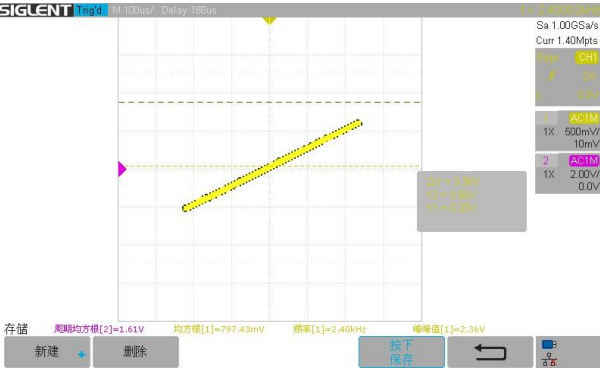 SIGLENT Trig'd M 100us/ Delay:188us
Sa 1.00GSa/s
Curr 1.40Mpts
CH1
1 AC1M
1X 500mV/
10mV
2 AC1M
1X 2.00V/
0.0V
存储 周期均方根[2]=1.61V 均方根[1]=797.43mV 频率[1]=2.40kHz 峰峰值[1]=2.36V
新建 删除 按下
保存